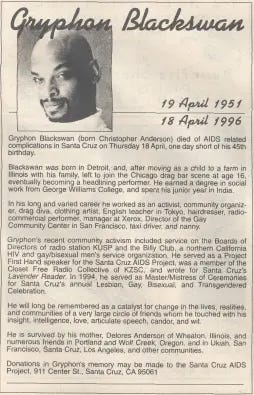 Gryphon Blackswan
19 April 1951
18 April 1996
Gryphon Blackswan (born Christopher Anderson) died of AIDS related
complications in Santa Cruz on Thursday 18 April, one day short of his 45th
birthday.
Blackswan was born in Detroit, and, after moving as a child to a farm in
Illinois with his family, left to join the Chicago drag bar scene at age 16,
eventually becoming a headlining performer. He earned a degree in social
work from George Williams College, and spent his junior year in India.
In his long and varied career he worked as an activist, community organiz-
er, drag diva, clothing artist, English teacher in Tokyo, hairdresser, radio-
commercial performer, manager at Xerox, Director of the Gay
Community Center in San Francisco, taxi driver, and nanny.
Gryphon's recent community activism included service on the Boards of
Directors of radio station KUSP and the Billy Club, a northern California
HIV and gay/bisexual men's service organization. He served as a Project
First Hand speaker for the Santa Cruz AIDS Project, was a member of the
Closet Free Radio Collective of KZSC, and wrote for Santa Cruz's
Lavender Reader. In 1994, he served as Master/Mistress of Ceremonies
for Santa Cruz's annual Lesbian, Gay, Bisexual, and Transgendered
Celebration.
He will long be remembered as a catalyst for change in the lives, realities,
and communities of a very large circle of friends whom he touched with his
insight, intelligence, love, articulate speech, candor, and wit.
He is survived by his mother, Delores Anderson of Wheaton, Illinois, and
numerous friends in Portland and Wolf Creek, Oregon, and in Ukiah, San
Francisco, Santa Cruz, Los Angeles, and other communities.
Donations in Gryphon's memory may be made to the Santa Cruz AIDS
Project, 911 Center St., Santa Cruz, CA 95061